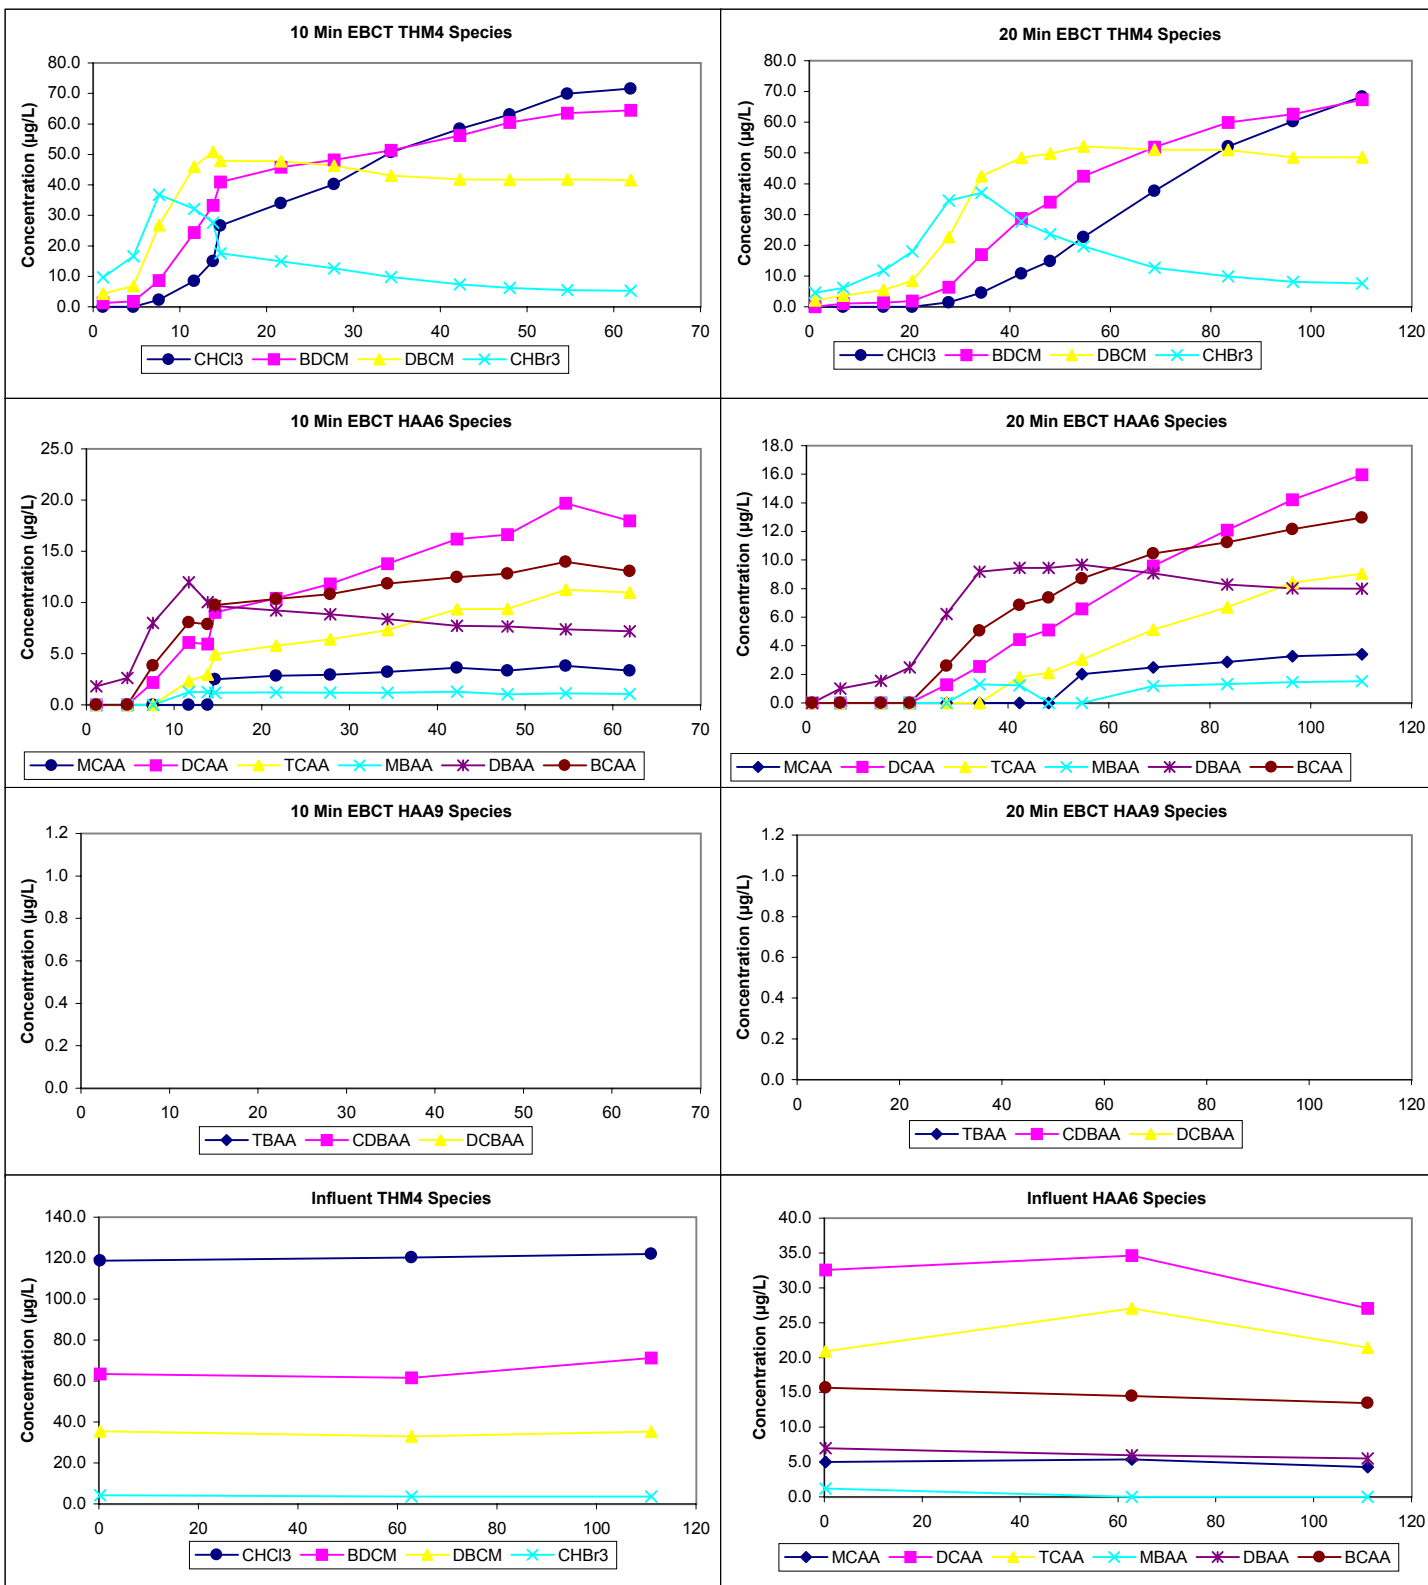 10 Min EBCT THM4 Species
Concentration (µg/L)
80.0
70.0
60.0
50.0
40.0
30.0
20.0
10.0
0.0
0 10 20 30 40 50 60 70
CHCl3 BDCM DBCM CHBr3
20 Min EBCT THM4 Species
Concentration (µg/L)
80.0
70.0
60.0
50.0
40.0
30.0
20.0
10.0
0.0
0 20 40 60 80 100 120
CHCl3 BDCM DBCM CHBr3
10 Min EBCT HAA6 Species
Concentration (µg/L)
25.0
20.0
15.0
10.0
5.0
0.0
0 10 20 30 40 50 60 70
MCAA DCAA TCAA MBAA DBAA BCAA
20 Min EBCT HAA6 Species
Concentration (µg/L)
18.0
16.0
14.0
12.0
10.0
8.0
6.0
4.0
2.0
0.0
0 20 40 60 80 100 120
MCAA DCAA TCAA MBAA DBAA BCAA
10 Min EBCT HAA9 Species
Concentration (µg/L)
1.2
1.0
0.8
0.6
0.4
0.2
0.0
0 10 20 30 40 50 60 70
TBAA CDBAA DCBAA
20 Min EBCT HAA9 Species
Concentration (µg/L)
1.2
1.0
0.8
0.6
0.4
0.2
0.0
0 20 40 60 80 100 120
TBAA CDBAA DCBAA
Influent THM4 Species
Concentration (µg/L)
140.0
120.0
100.0
80.0
60.0
40.0
20.0
0.0
0 20 40 60 80 100 120
CHCl3 BDCM DBCM CHBr3
Influent HAA6 Species
Concentration (µg/L)
40.0
35.0
30.0
25.0
20.0
15.0
10.0
5.0
0.0
0 20 40 60 80 100 120
MCAA DCAA TCAA MBAA DBAA BCAA